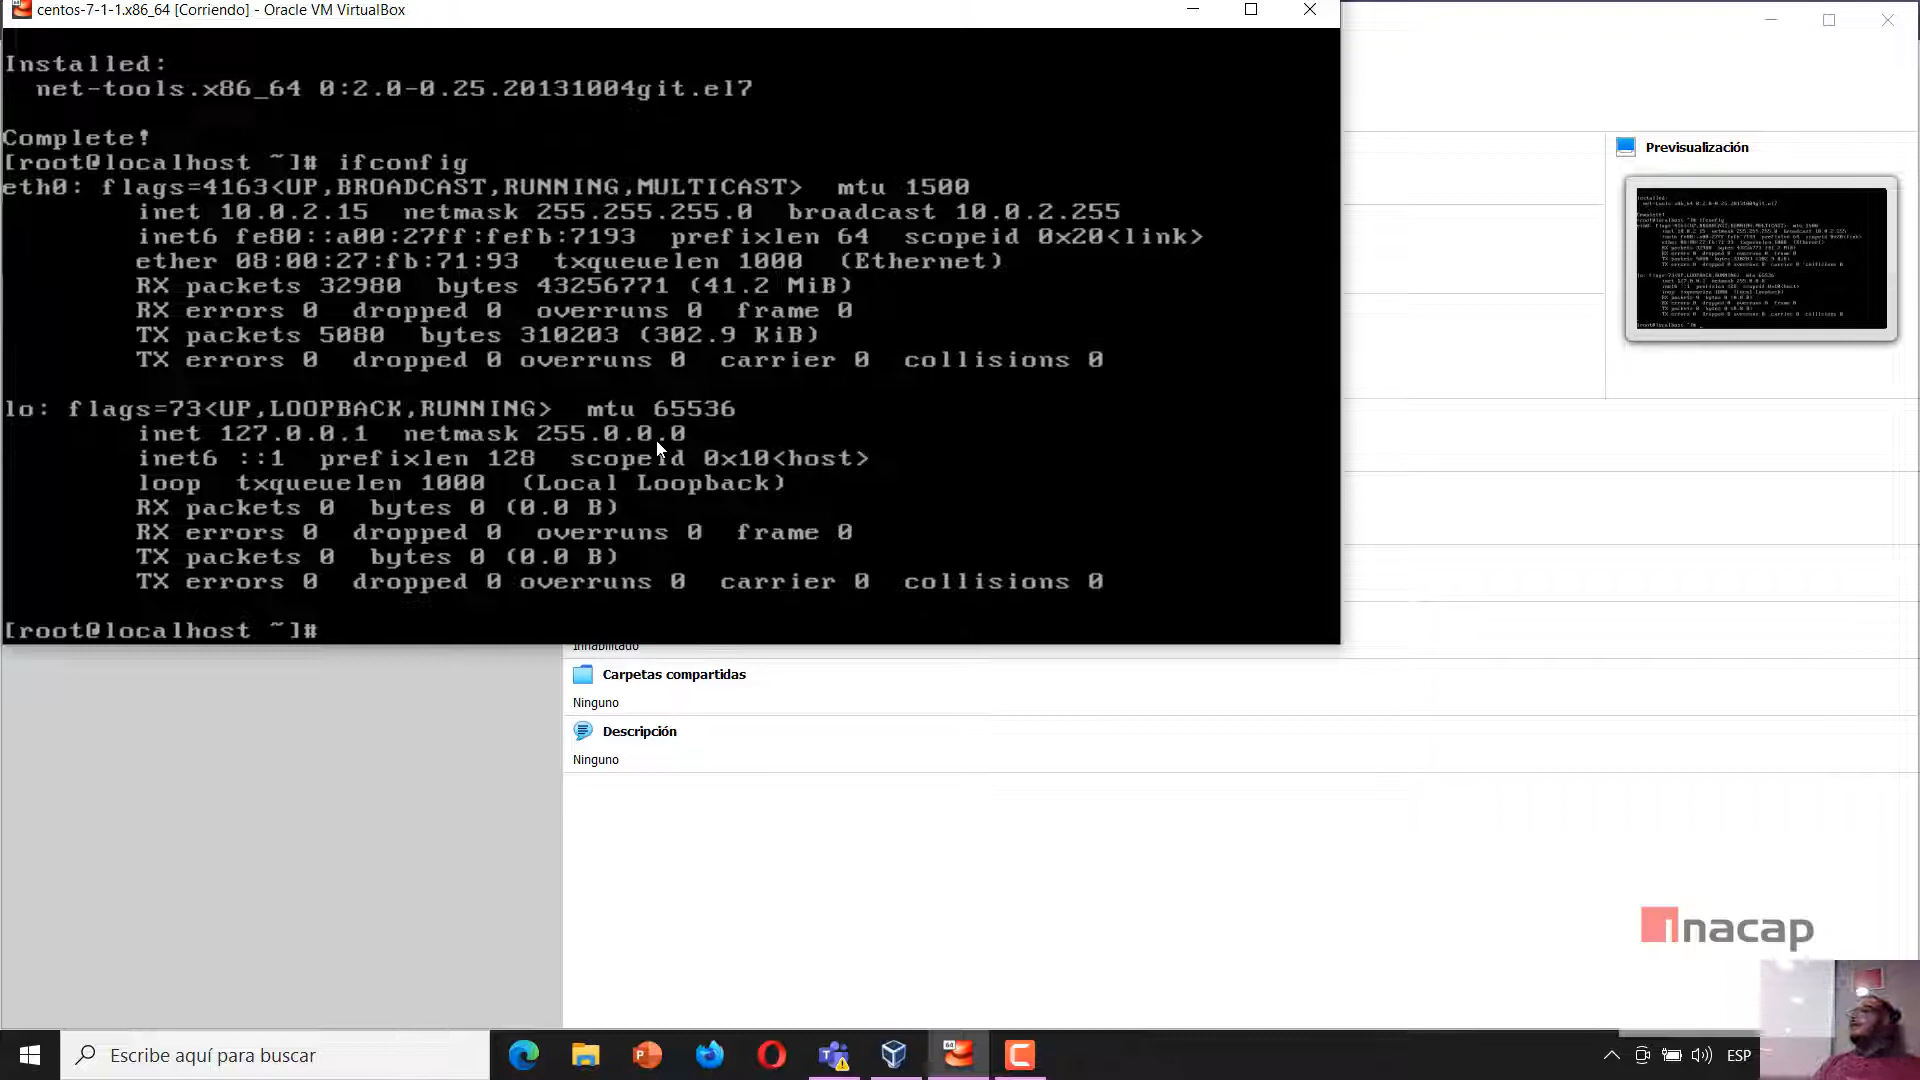 centos-7-1-1.x86_64 [Corriendo] - Oracle VM VirtualBox
Installed:
net-tools.x86_64 0:2.0-0.25.20131004git.el7
Complete!
[root@localhost ~]# ifconfig
eth0: flags=4163<UP,BROADCAST,RUNNING,MULTICAST>  mtu 1500
inet 10.0.2.15  netmask 255.255.255.0  broadcast 10.0.2.255
inet6 fe80::a00:27ff:fefb:7193  prefixlen 64  scopeid 0x20<link>
ether 08:00:27:fb:71:93  txqueuelen 1000  (Ethernet)
RX packets 32980  bytes 43256771 (41.2 MiB)
RX errors 0  dropped 0  overruns 0  frame 0
TX packets 5080  bytes 310203 (302.9 KiB)
TX errors 0  dropped 0 overruns 0  carrier 0  collisions 0
lo: flags=73<UP,LOOPBACK,RUNNING>  mtu 65536
inet 127.0.0.1  netmask 255.0.0.0
inet6 ::1  prefixlen 128  scopeid 0x10<host>
loop  txqueuelen 1000  (Local Loopback)
RX packets 0  bytes 0 (0.0 B)
RX errors 0  dropped 0  overruns 0  frame 0
TX packets 0  bytes 0 (0.0 B)
TX errors 0  dropped 0 overruns 0  carrier 0  collisions 0
[root@localhost ~]#
Previsualización
Inhabilitado
Carpetas compartidas
Ninguno
Descripción
Ninguno
inacap
Escribe aquí para buscar
ESP